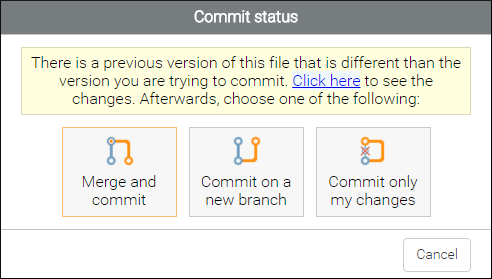 Commit status
There is a previous version of this file that is different than the
version you are trying to commit. Click here to see the
changes. Afterwards, choose one of the following:
Merge and
commit
Commit on a
new branch
Commit only
my changes
Cancel